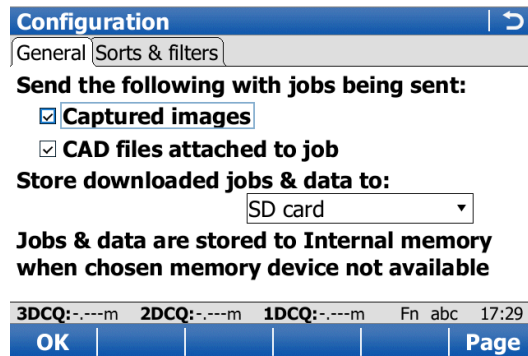 Configuration
General Sorts & filters
Send the following with jobs being sent:
Captured images
CAD files attached to job
Store downloaded jobs & data to:
SD card
Jobs & data are stored to Internal memory
when chosen memory device not available
3DCQ:-.---m 2DCQ:-.---m 1DCQ:-.---m Fn abc 17:29
OK Page